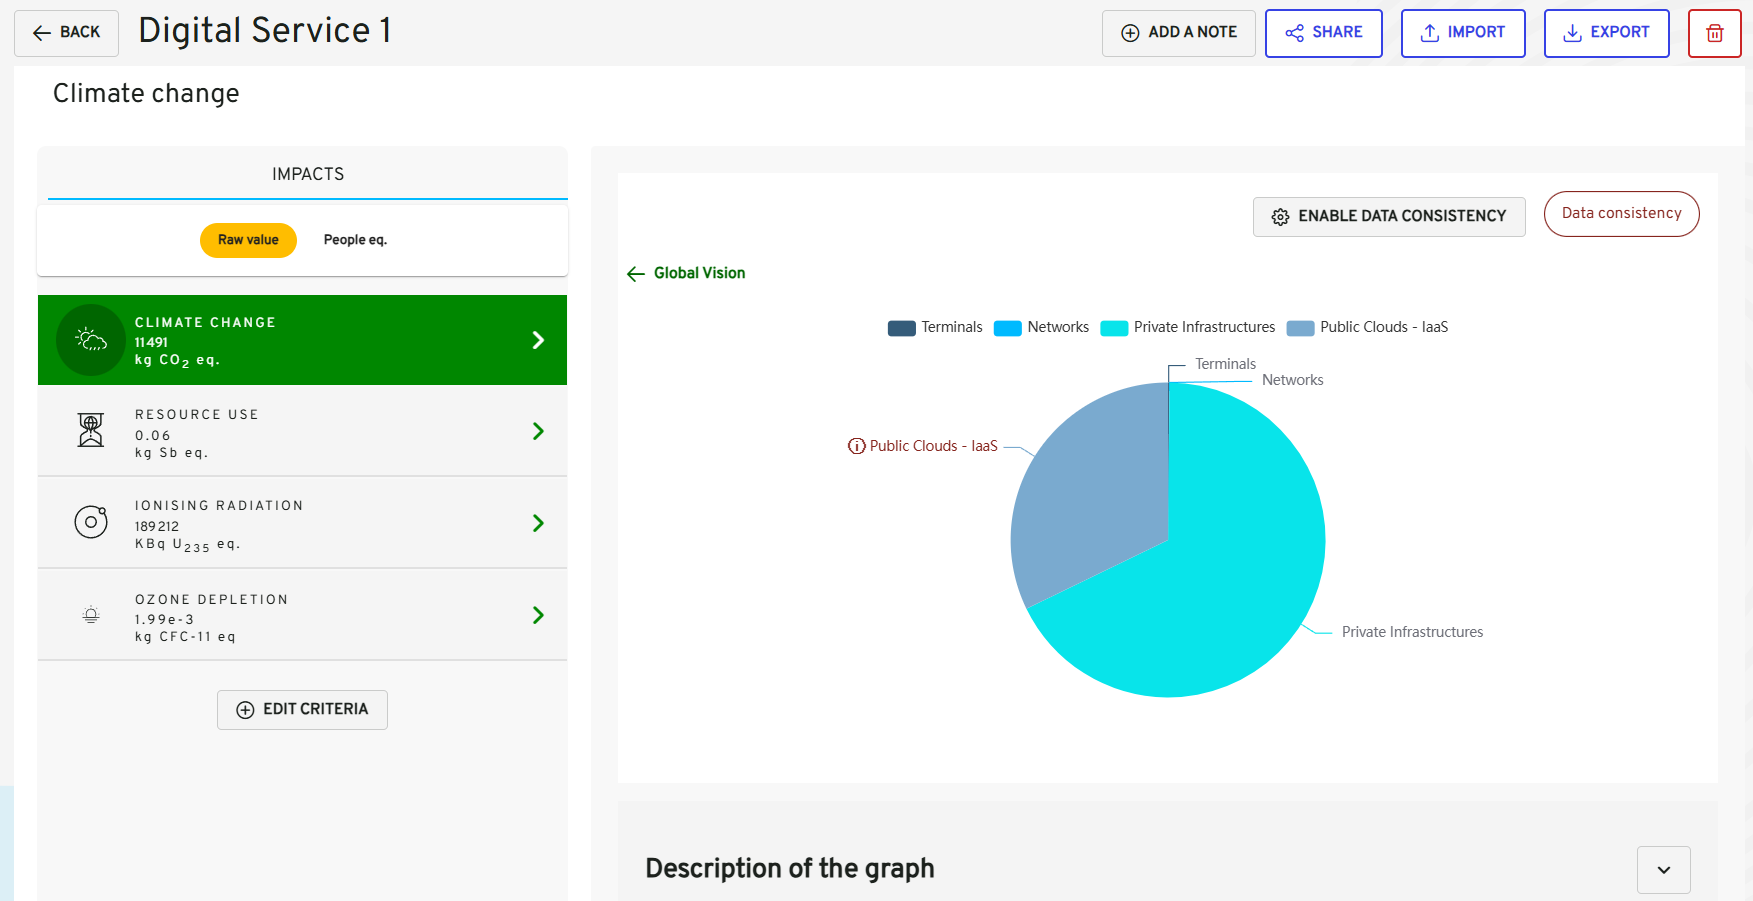 BACK
Digital Service 1
ADD A NOTE
SHARE
IMPORT
EXPORT
Climate change
IMPACTS
Raw value
People eq.
CLIMATE CHANGE
11491
kg CO2 eq.
RESOURCE USE
0.06
kg Sb eq.
IONISING RADIATION
189212
KBq U235 eq.
OZONE DEPLETION
1.99e-3
kg CFC-11 eq
EDIT CRITERIA
ENABLE DATA CONSISTENCY
Data consistency
Global Vision
Terminals
Networks
Private Infrastructures
Public Clouds - IaaS
Terminals
Networks
Public Clouds - IaaS
Private Infrastructures
Description of the graph